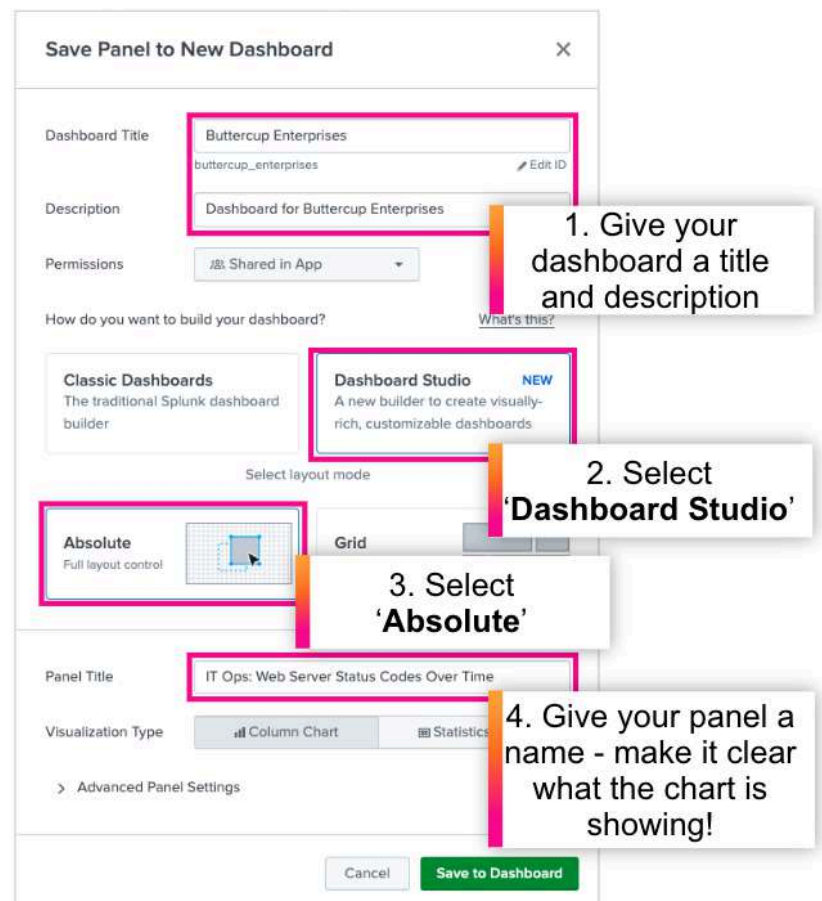 Save Panel to New Dashboard
Dashboard Title
Buttercup Enterprises
buttercup_enterprises
Edit ID
Description
Dashboard for Buttercup Enterprises
1. Give your
dashboard a title
and description
Permissions
Shared in App
How do you want to build your dashboard?
What's this?
Classic Dashboards
The traditional Splunk dashboard
builder
Dashboard Studio
NEW
A new builder to create visually-
rich, customizable dashboards
2. Select
‘Dashboard Studio’
Select layout mode
Absolute
Full layout control
Grid
3. Select
‘Absolute’
Panel Title
IT Ops: Web Server Status Codes Over Time
4. Give your panel a
name - make it clear
what the chart is
showing!
Visualization Type
Column Chart
Statistics
Advanced Panel Settings
Cancel
Save to Dashboard